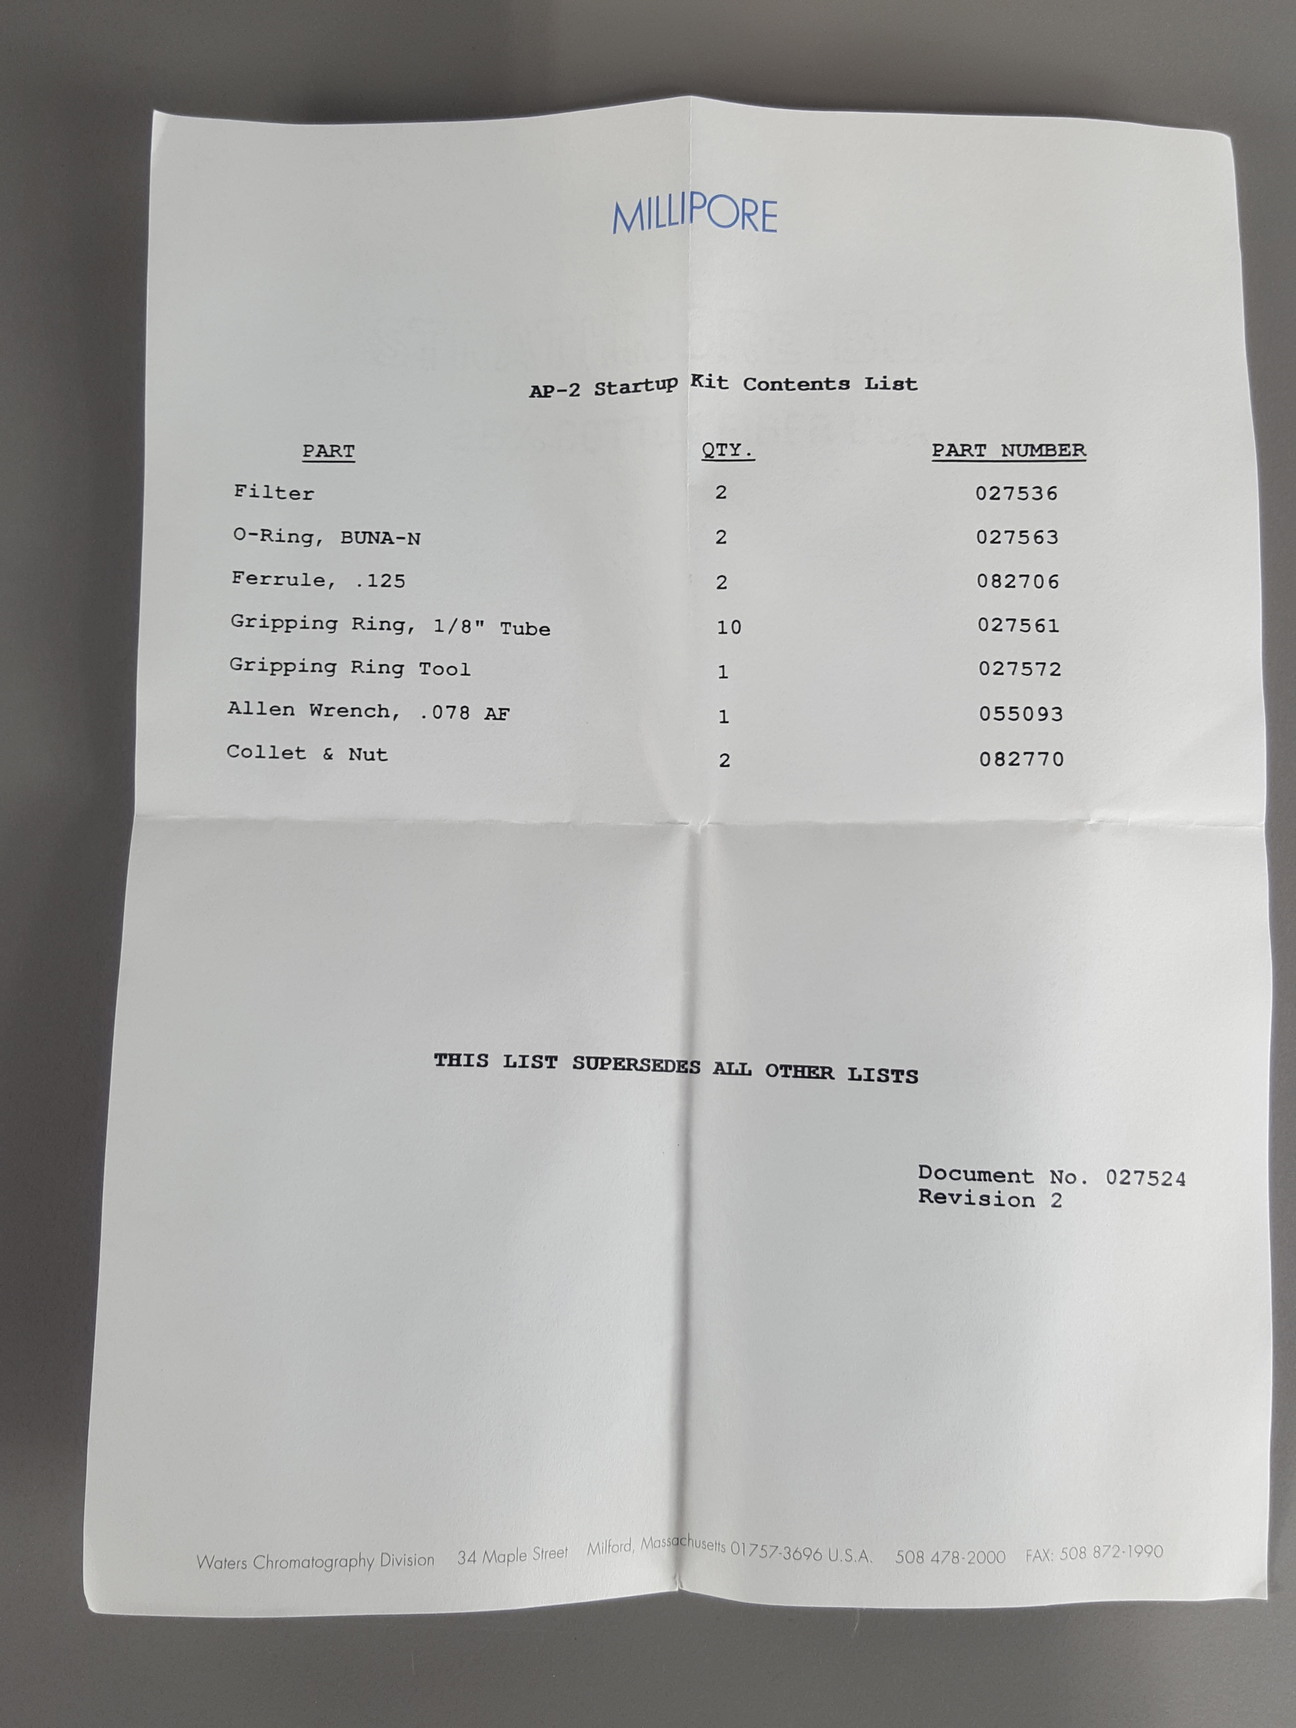 MILLIPORE
AP-2 Startup Kit Contents List
PART QTY. PART NUMBER
Filter 2 027536
O-Ring, BUNA-N 2 027563
Ferrule, .125 2 082706
Gripping Ring, 1/8" Tube 10 027561
Gripping Ring Tool 1 027572
Allen Wrench, .078 AF 1 055093
Collet & Nut 2 082770
THIS LIST SUPERSEDES ALL OTHER LISTS
Document No. 027524
Revision 2
Waters Chromatography Division 34 Maple Street Milford, Massachusetts 01757-3696 U.S.A. 508 478-2000 FAX: 508 872-1990